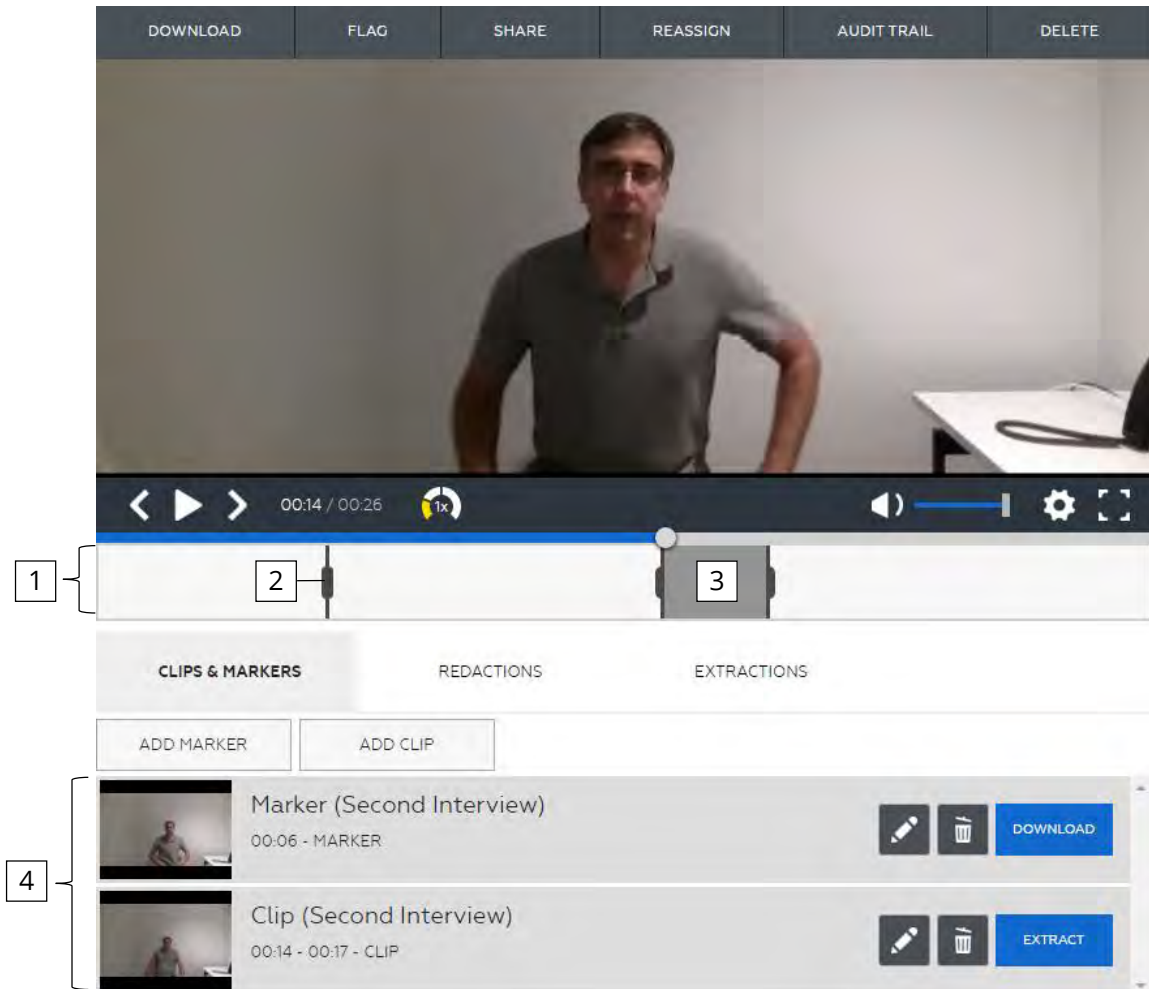 DOWNLOAD FLAG SHARE REASSIGN AUDIT TRAIL DELETE
00:14 / 00:26 1x
1 2 3
CLIPS & MARKERS REDACTIONS EXTRACTIONS
ADD MARKER ADD CLIP
Marker (Second Interview)
00:06 - MARKER
DOWNLOAD
4
Clip (Second Interview)
00:14 - 00:17 - CLIP
EXTRACT